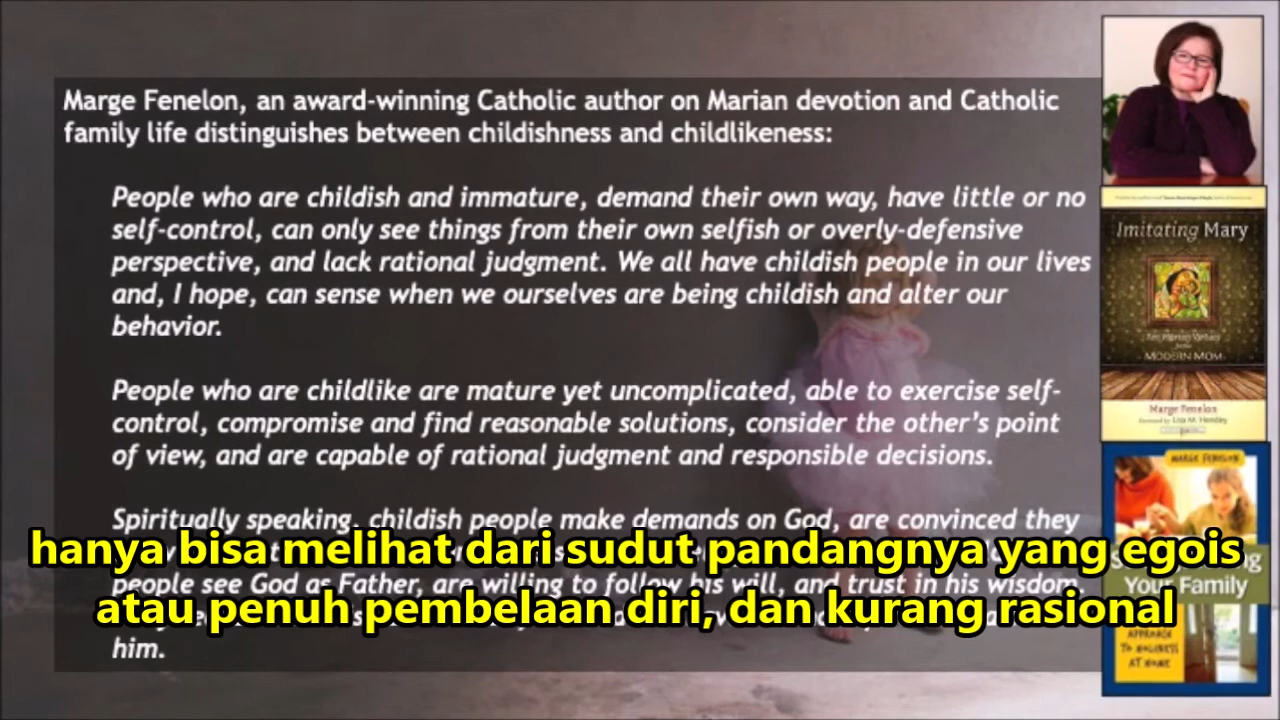 Marge Fenelon, an award-winning Catholic author on Marian devotion and Catholic
family life distinguishes between childishness and childlikeness:
People who are childish and immature, demand their own way, have little or no
self-control, can only see things from their own selfish or overly-defensive
perspective, and lack rational judgment. We all have childish people in our lives
and, I hope, can sense when we ourselves are being childish and alter our
behavior.
People who are childlike are mature yet uncomplicated, able to exercise self-
control, compromise and find reasonable solutions, consider the other's point
of view, and are capable of rational judgment and responsible decisions.
Spiritually speaking, childish people make demands on God, are convinced they
people see God as Father, are willing to follow his will, and trust in his wisdom.
him.
hanya bisa melihat dari sudut pandangnya yang egois
atau penuh pembelaan diri, dan kurang rasional
Imitating Mary
MODERN MOM
Marge Fenelon
MARGE FENELON
Your Family
APPROACH
TO HOLINESS
AT HOME